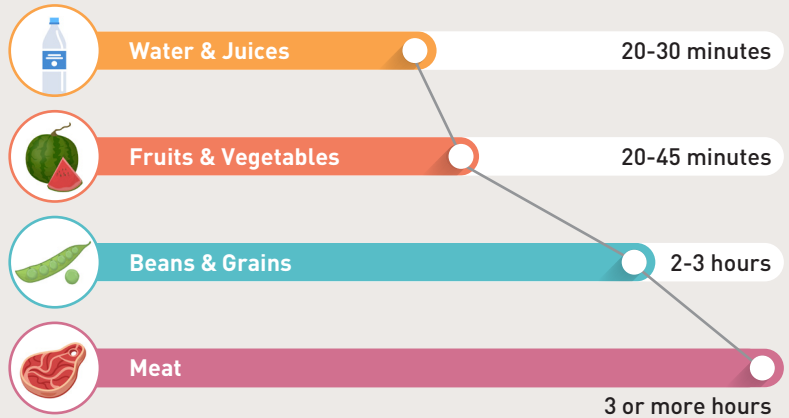 Water & Juices 20-30 minutes
Fruits & Vegetables 20-45 minutes
Beans & Grains 2-3 hours
Meat
3 or more hours